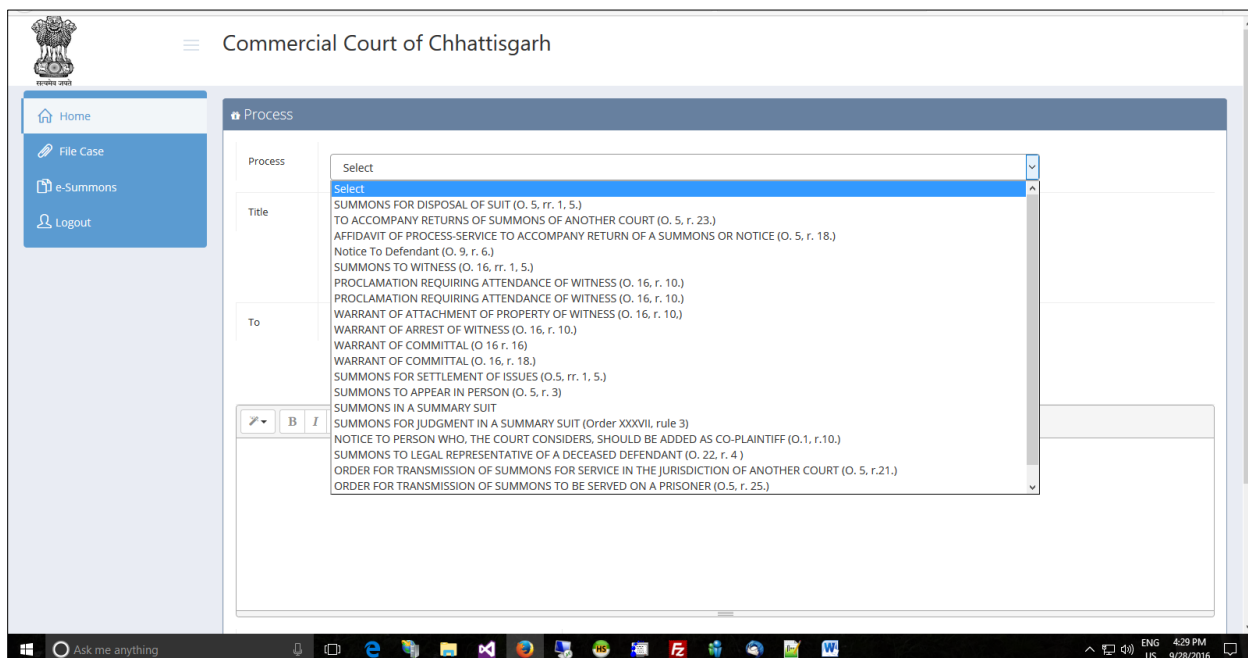 सत्यमेव जयते
Commercial Court of Chhattisgarh
Home
File Case
e-Summons
Logout
Process
Process
Select
Select
SUMMONS FOR DISPOSAL OF SUIT (O. 5, rr. 1, 5.)
TO ACCOMPANY RETURNS OF SUMMONS OF ANOTHER COURT (O. 5, r. 23.)
AFFIDAVIT OF PROCESS-SERVICE TO ACCOMPANY RETURN OF A SUMMONS OR NOTICE (O. 5, r. 18.)
Notice To Defendant (O. 9, r. 6.)
SUMMONS TO WITNESS (O. 16, rr. 1, 5.)
PROCLAMATION REQUIRING ATTENDANCE OF WITNESS (O. 16, r. 10.)
PROCLAMATION REQUIRING ATTENDANCE OF WITNESS (O. 16, r. 10.)
WARRANT OF ATTACHMENT OF PROPERTY OF WITNESS (O. 16, r. 10,)
WARRANT OF ARREST OF WITNESS (O. 16, r. 10.)
WARRANT OF COMMITTAL (O 16 r. 16)
WARRANT OF COMMITTAL (O. 16, r. 18.)
SUMMONS FOR SETTLEMENT OF ISSUES (O.5, rr. 1, 5.)
SUMMONS TO APPEAR IN PERSON (O. 5, r. 3)
SUMMONS IN A SUMMARY SUIT
SUMMONS FOR JUDGMENT IN A SUMMARY SUIT (Order XXXVII, rule 3)
NOTICE TO PERSON WHO, THE COURT CONSIDERS, SHOULD BE ADDED AS CO-PLAINTIFF (O.1, r.10.)
SUMMONS TO LEGAL REPRESENTATIVE OF A DECEASED DEFENDANT (O. 22, r. 4 )
ORDER FOR TRANSMISSION OF SUMMONS FOR SERVICE IN THE JURISDICTION OF ANOTHER COURT (O. 5, r.21.)
ORDER FOR TRANSMISSION OF SUMMONS TO BE SERVED ON A PRISONER (O.5, r. 25.)
Title
To
B I
Ask me anything
HS
Fz
W
ENG 4:29 PM
US 9/28/2016